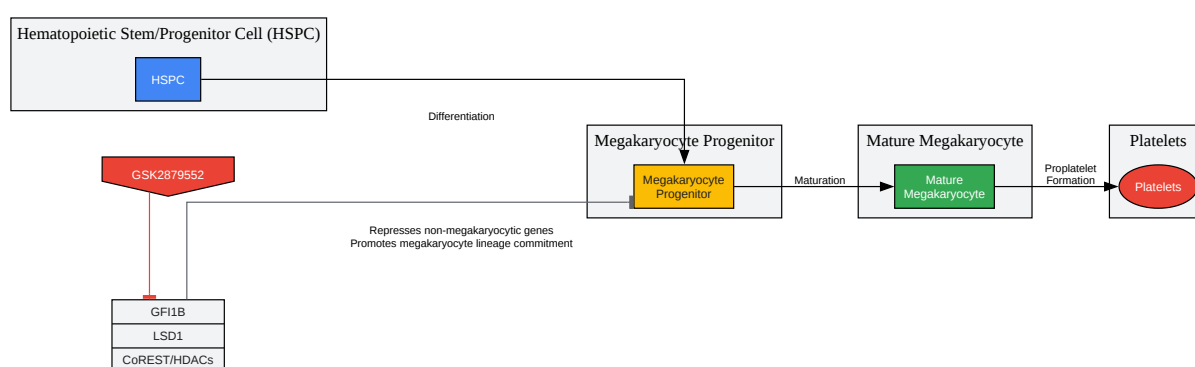 Hematopoietic Stem/Progenitor Cell (HSPC)
HSPC
Differentiation
Megakaryocyte Progenitor
Megakaryocyte
Progenitor
Maturation
Mature Megakaryocyte
Mature
Megakaryocyte
Proplatelet
Formation
Platelets
Platelets
GSK2879552
Represses non-megakaryocytic genes
Promotes megakaryocyte lineage commitment
GFI1B
LSD1
CoREST/HDACs